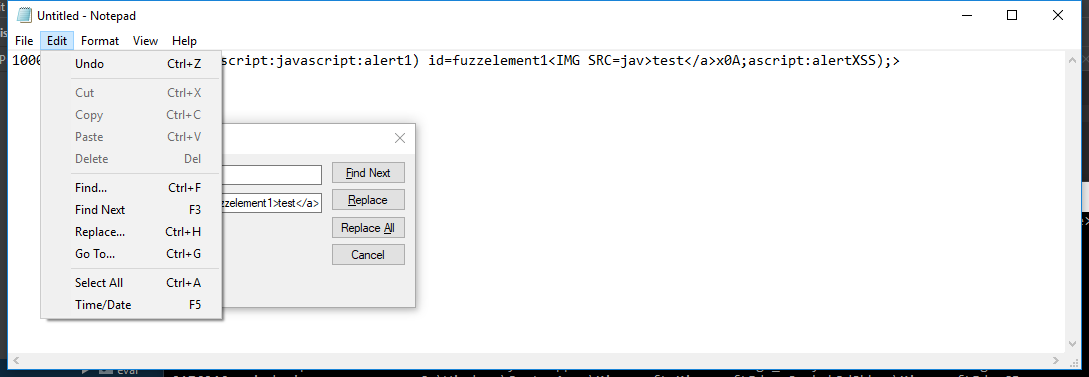 Untitled - Notepad
File Edit Format View Help
1000 script:javascript:alert1) id=fuzzelement1<IMG SRC=jav>test</a>x0A;ascript:alertXSS);>
Undo Ctrl+Z
Cut Ctrl+X
Copy Ctrl+C
Paste Ctrl+V
Delete Del
Find... Ctrl+F
Find Next F3
Replace... Ctrl+H
Go To... Ctrl+G
Select All Ctrl+A
Time/Date F5
Find Next
zzelement1>test</a>
Replace
Replace All
Cancel
eval